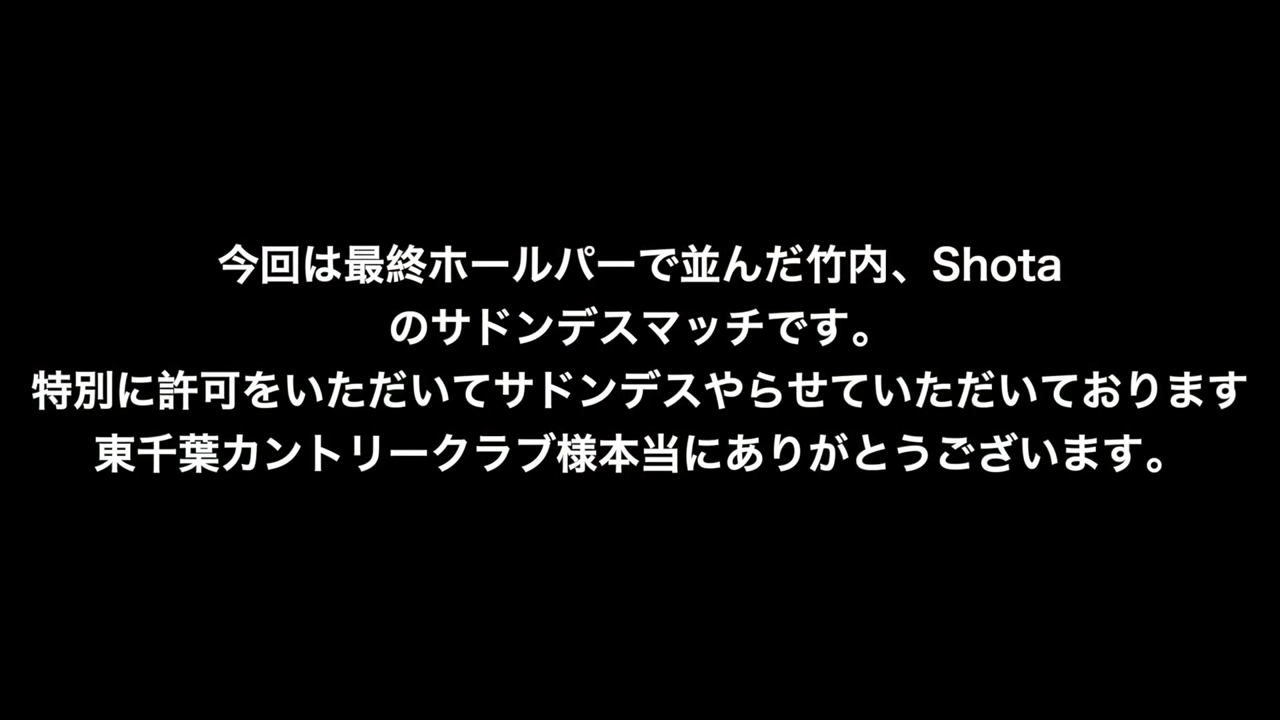 今回は最終ホールパーで並んだ竹内、Shota
のサドンデスマッチです。
特別に許可をいただいてサドンデスやらせていただいております
東千葉カントリークラブ様本当にありがとうございます。